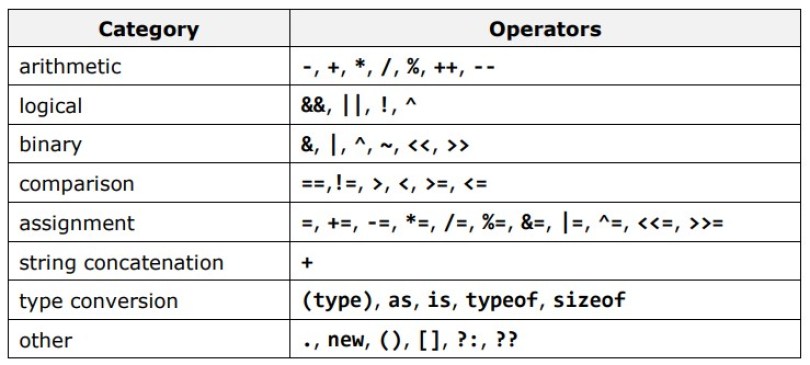 Category Operators
arithmetic -, +, *, /, %, ++, --
logical &&, ||, !, ^
binary &, |, ^, ~, <<, >>
comparison ==,!=, >, <, >=, <=
assignment =, +=, -=, *=, /=, %=, &=, |=, ^=, <<=, >>=
string concatenation +
type conversion (type), as, is, typeof, sizeof
other ., new, (), [], ?:, ??